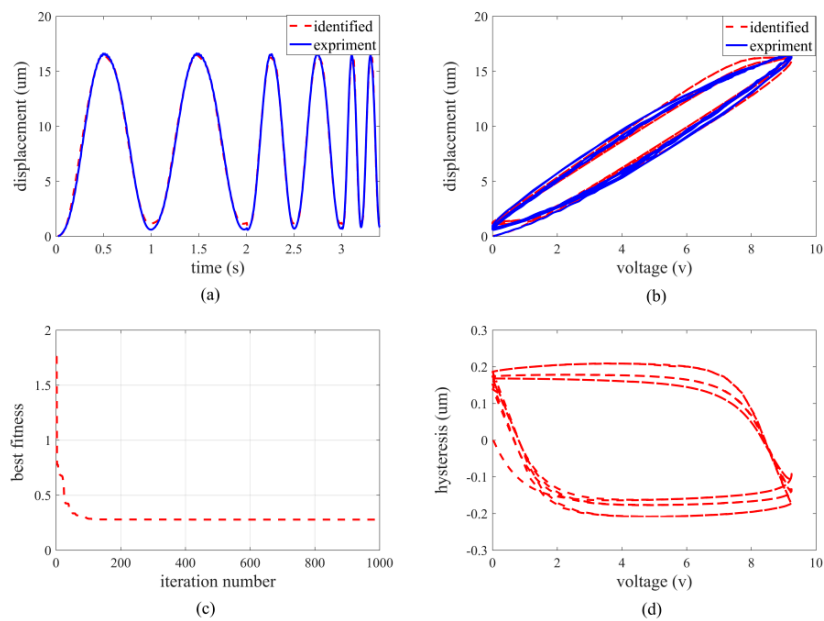 20
15
10
5
0
displacement (um)
identified
expriment
0 0.5 1 1.5 2 2.5 3
time (s)
(a)
20
15
10
5
0
displacement (um)
identified
expriment
0 2 4 6 8 10
voltage (v)
(b)
2
1.5
1
0.5
0
best fitness
0 200 400 600 800 1000
iteration number
(c)
0.3
0.2
0.1
0
-0.1
-0.2
-0.3
hysteresis (um)
0 2 4 6 8 10
voltage (v)
(d)